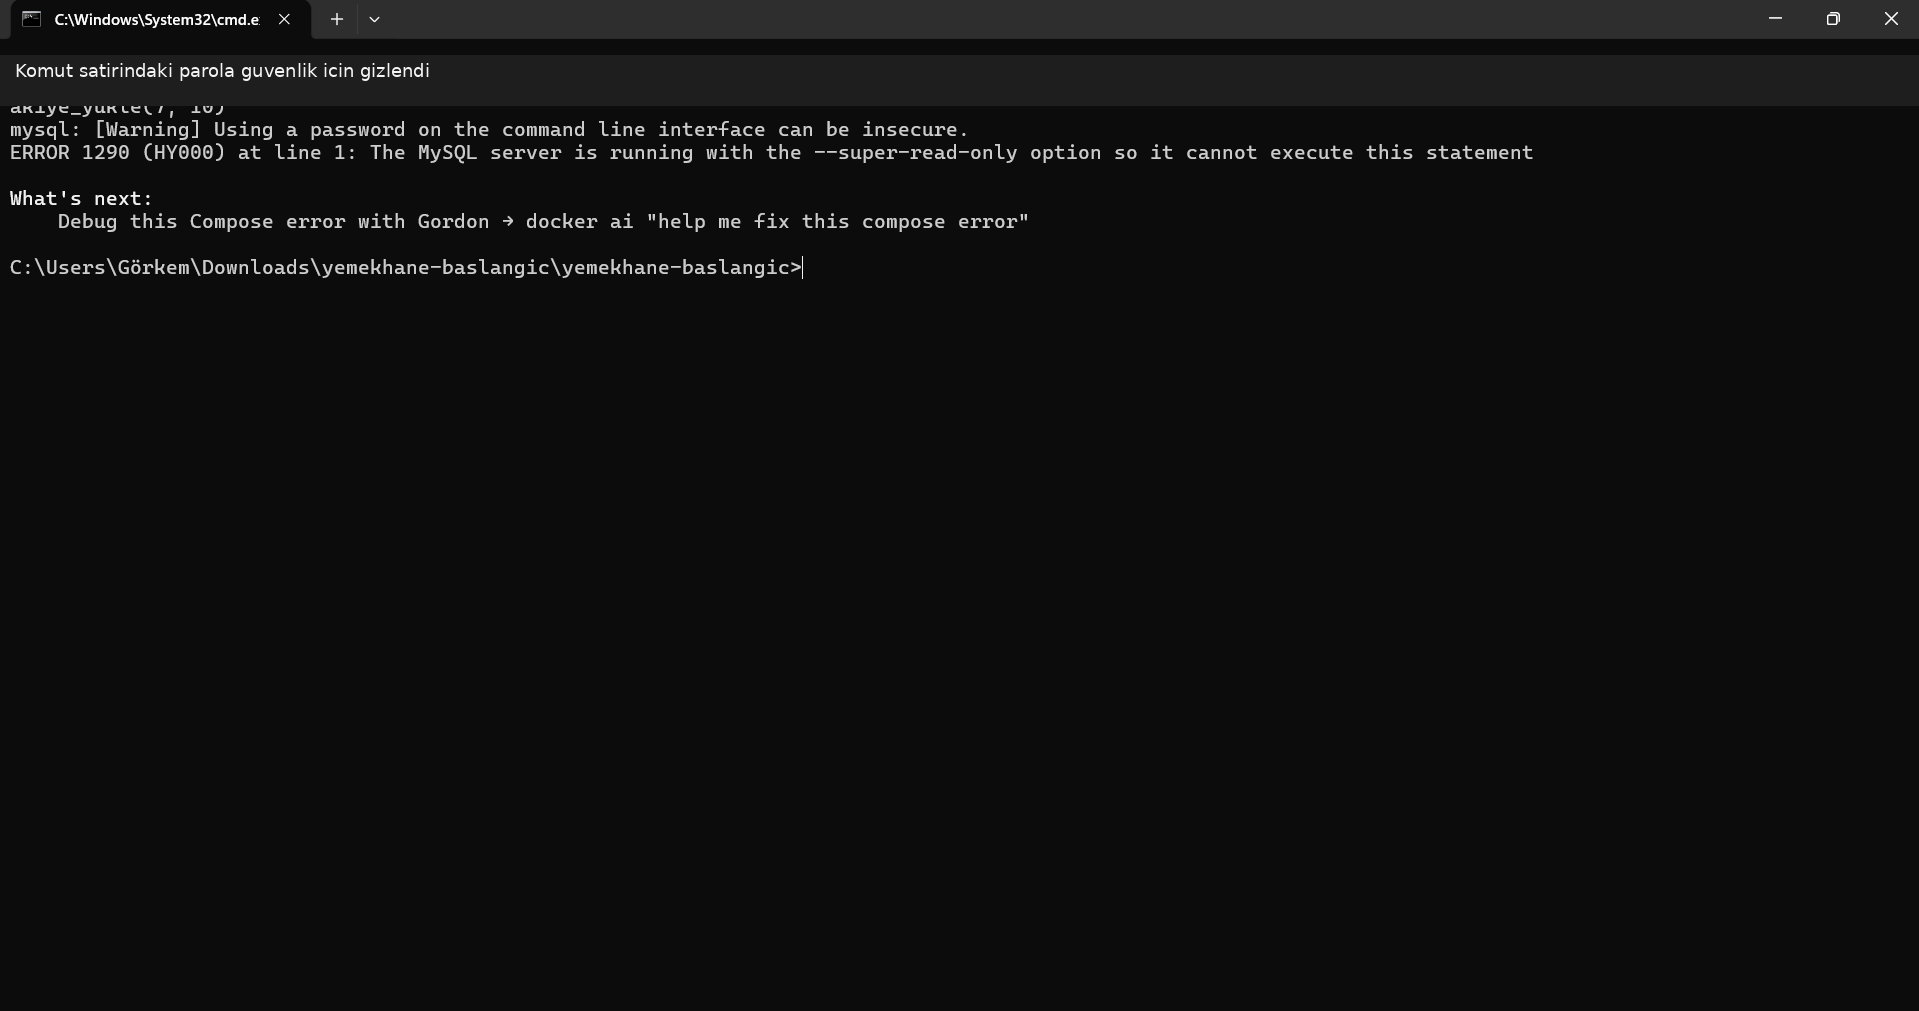 C:\Windows\System32\cmd.e
Komut satirindaki parola guvenlik icin gizlendi
akiye_yukle(7, 10)
mysql: [Warning] Using a password on the command line interface can be insecure.
ERROR 1290 (HY000) at line 1: The MySQL server is running with the --super-read-only option so it cannot execute this statement
What's next:
Debug this Compose error with Gordon → docker ai "help me fix this compose error"
C:\Users\Görkem\Downloads\yemekhane-baslangic\yemekhane-baslangic>